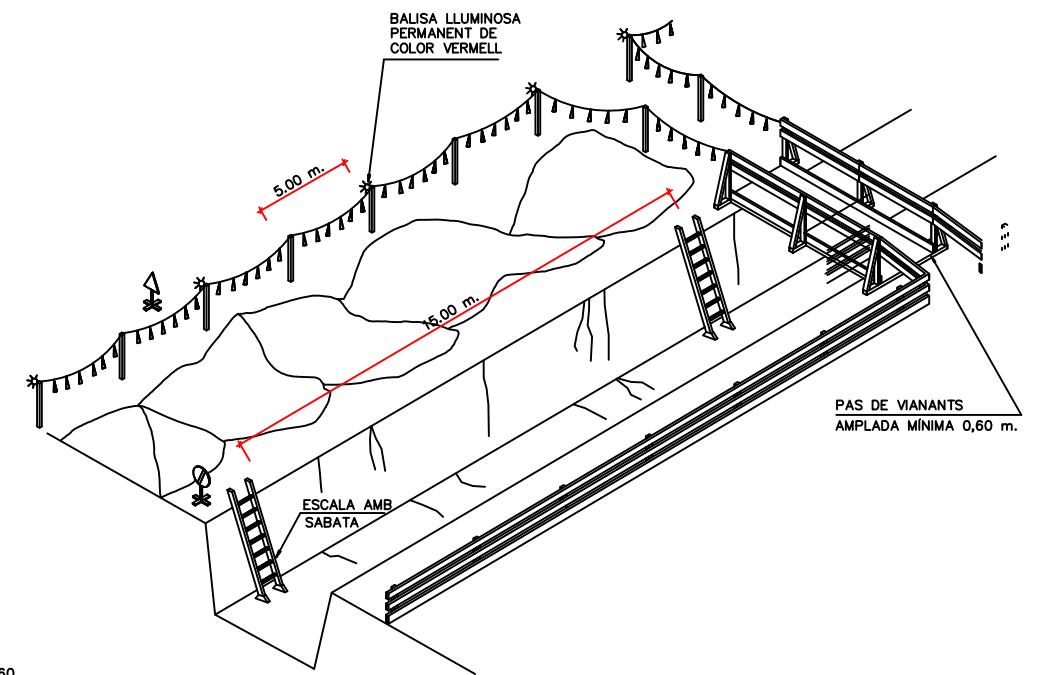 BALISA LLUMINOSA
PERMANENT DE
COLOR VERMELL
5.00 m.
15.00 m.
PAS DE VIANANTS
AMPLADA MÍNIMA 0,60 m.
ESCALA AMB
SABATA
60